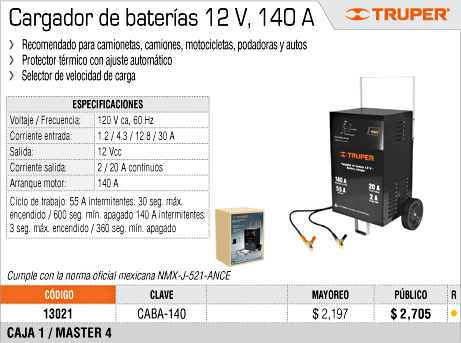 Cargador de baterías 12 V, 140 A
TRUPER®
Recomendado para camionetas, camiones, motocicletas, podadoras y autos
Protector térmico con ajuste automático
Selector de velocidad de carga
ESPECIFICACIONES
Voltaje / Frecuencia: 120 V ca, 60 Hz
Corriente entrada: 1.2 / 4.3 / 12.8 / 30 A
Salida: 12 Vcc
Corriente salida: 2 / 20 A continuos
Arranque motor: 140 A
Ciclo de trabajo: 55 A intermitentes: 30 seg. máx.
encendido / 600 seg. mín. apagado 140 A intermitentes:
3 seg. máx. encendido / 360 seg. mín. apagado
TRUPER
Cargador de batería 12 V
140 A
55 A
20 A
2 A
Cumple con la norma oficial mexicana NMX-J-521-ANCE
CÓDIGO CLAVE MAYOREO PÚBLICO R
13021 CABA-140 $ 2,197 $ 2,705
CAJA 1 / MASTER 4